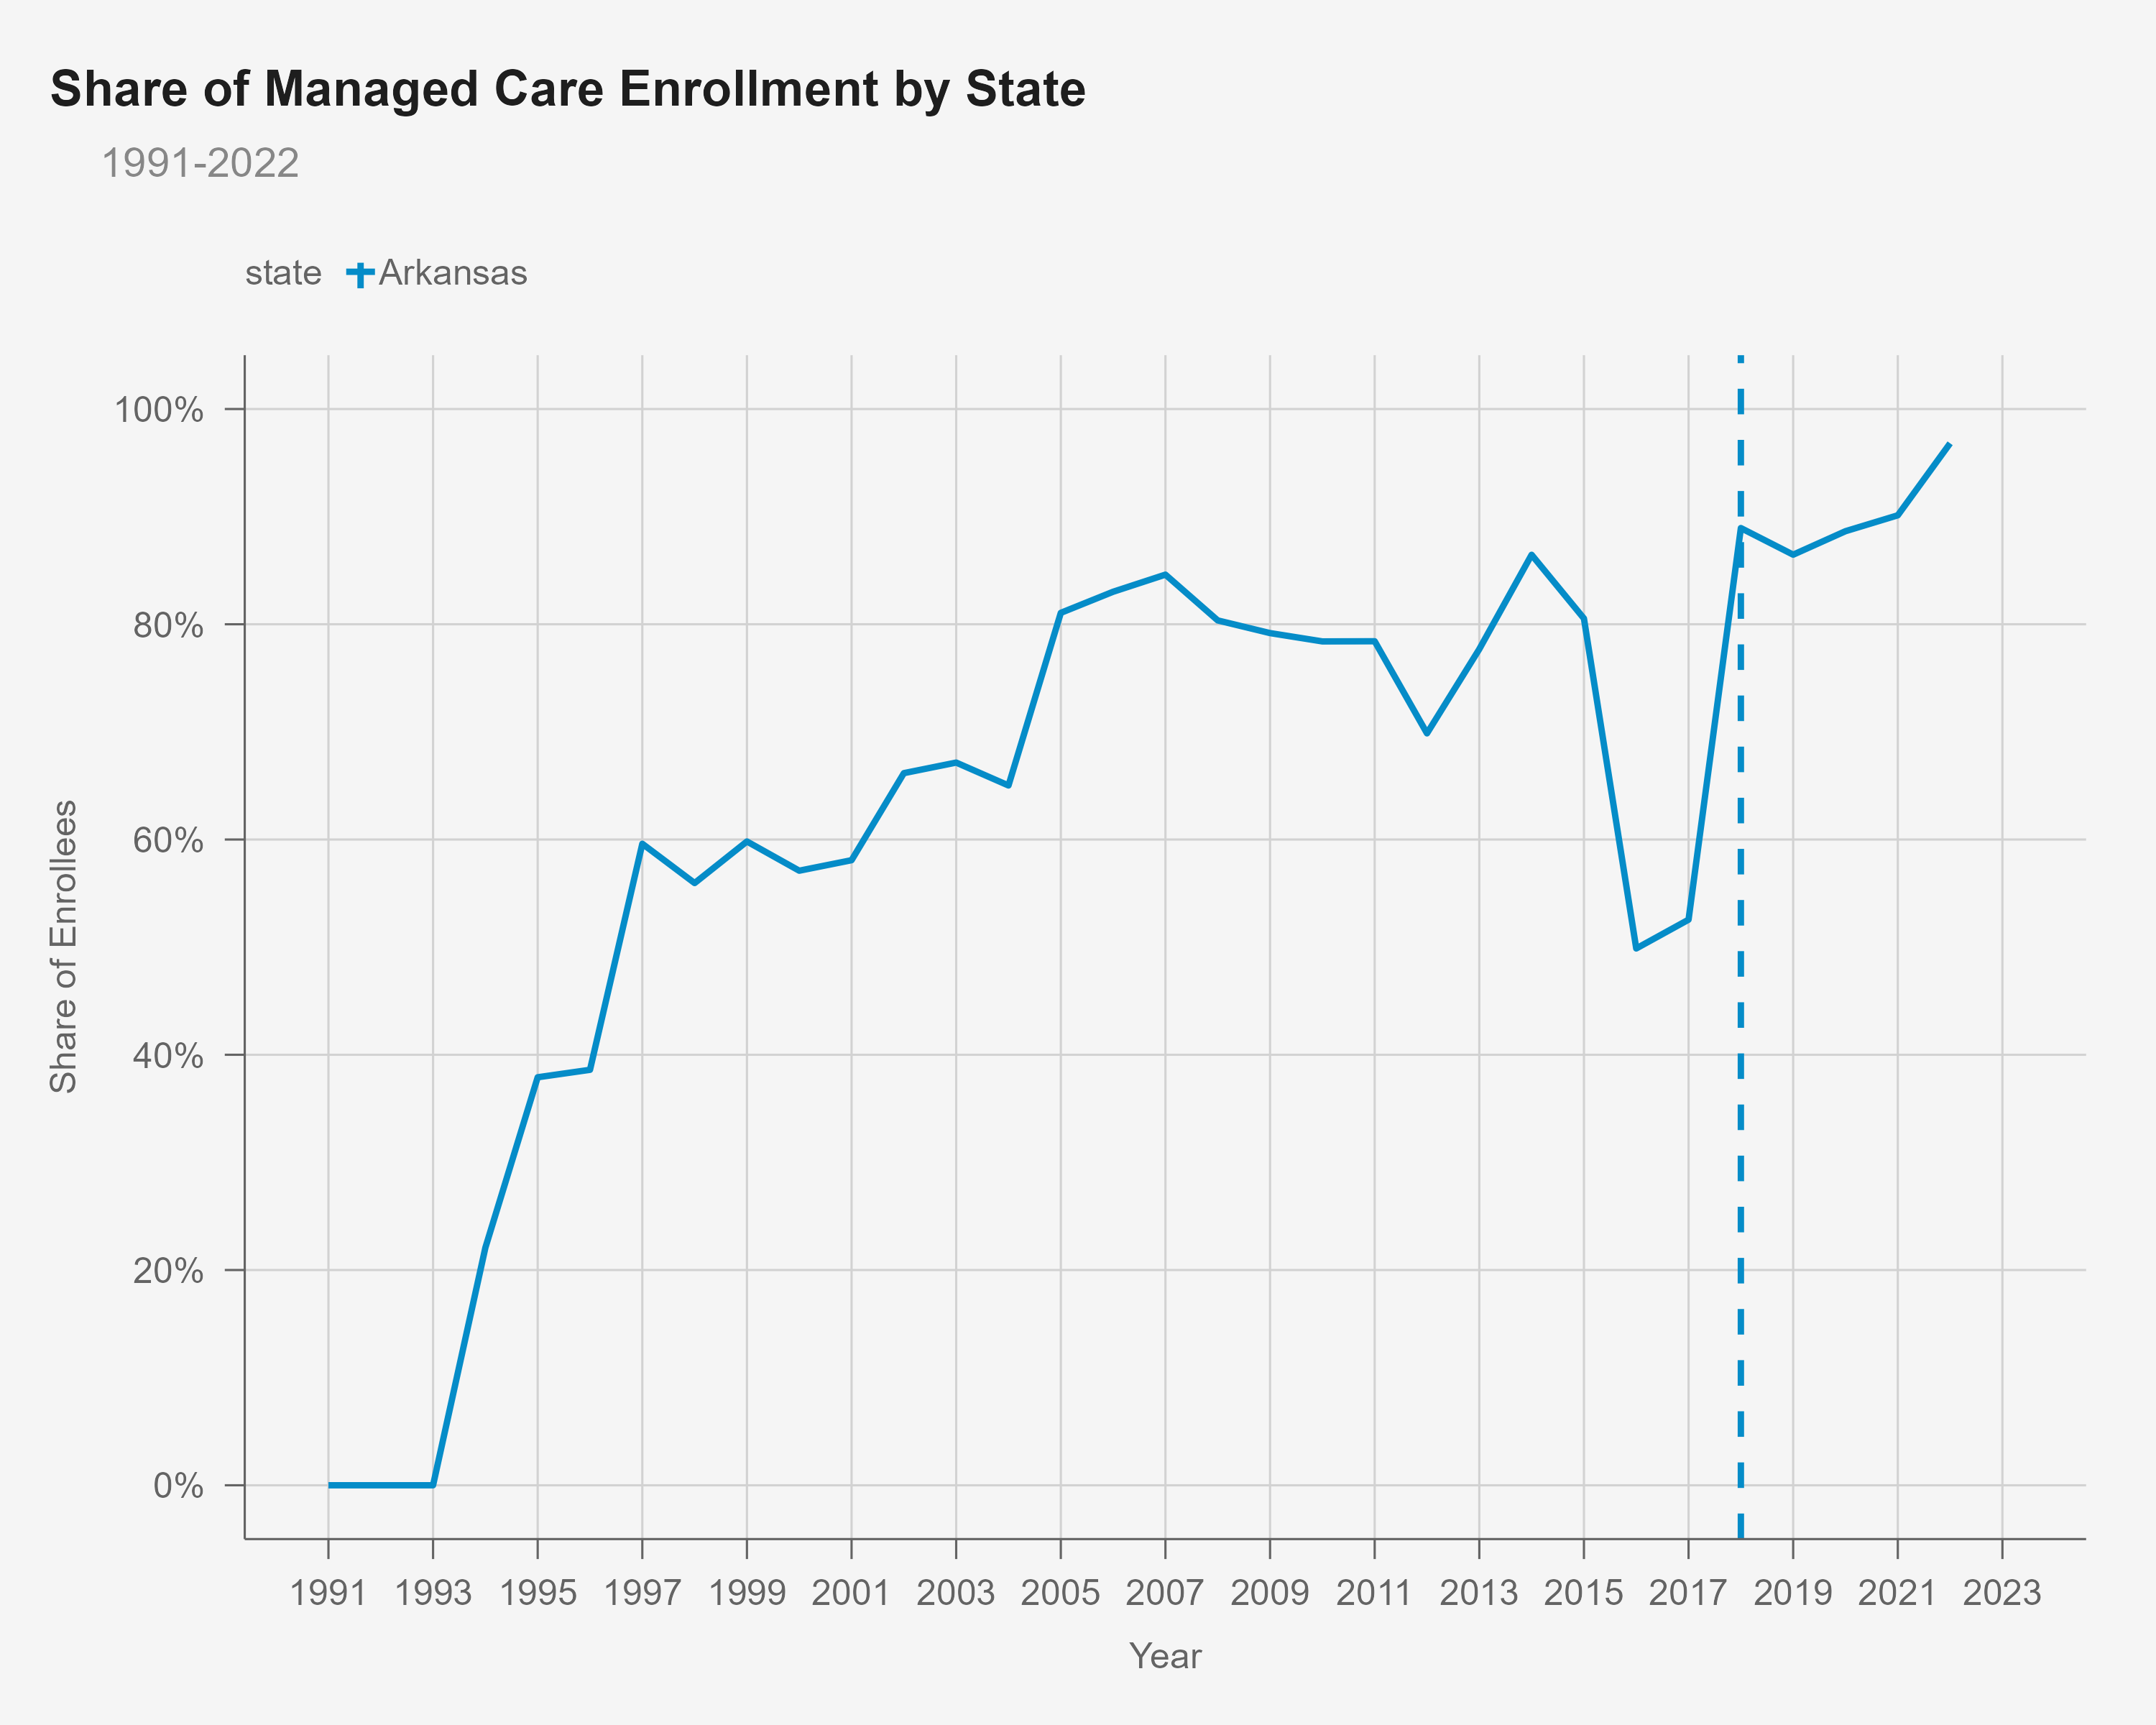 Share of Managed Care Enrollment by State
1991-2022
state Arkansas
100%
80%
60%
40%
20%
0%
Share of Enrollees
1991 1993 1995 1997 1999 2001 2003 2005 2007 2009 2011 2013 2015 2017 2019 2021 2023
Year